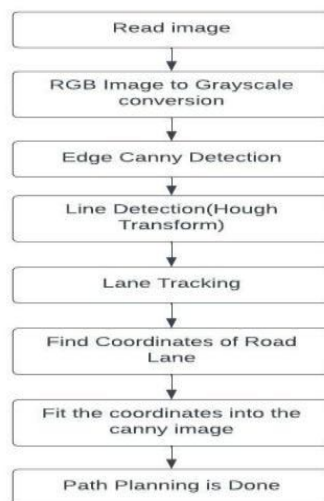 Read image
RGB Image to Grayscale
conversion
Edge Canny Detection
Line Detection(Hough
Transform)
Lane Tracking
Find Coordinates of Road
Lane
Fit the coordinates into the
canny image
Path Planning is Done